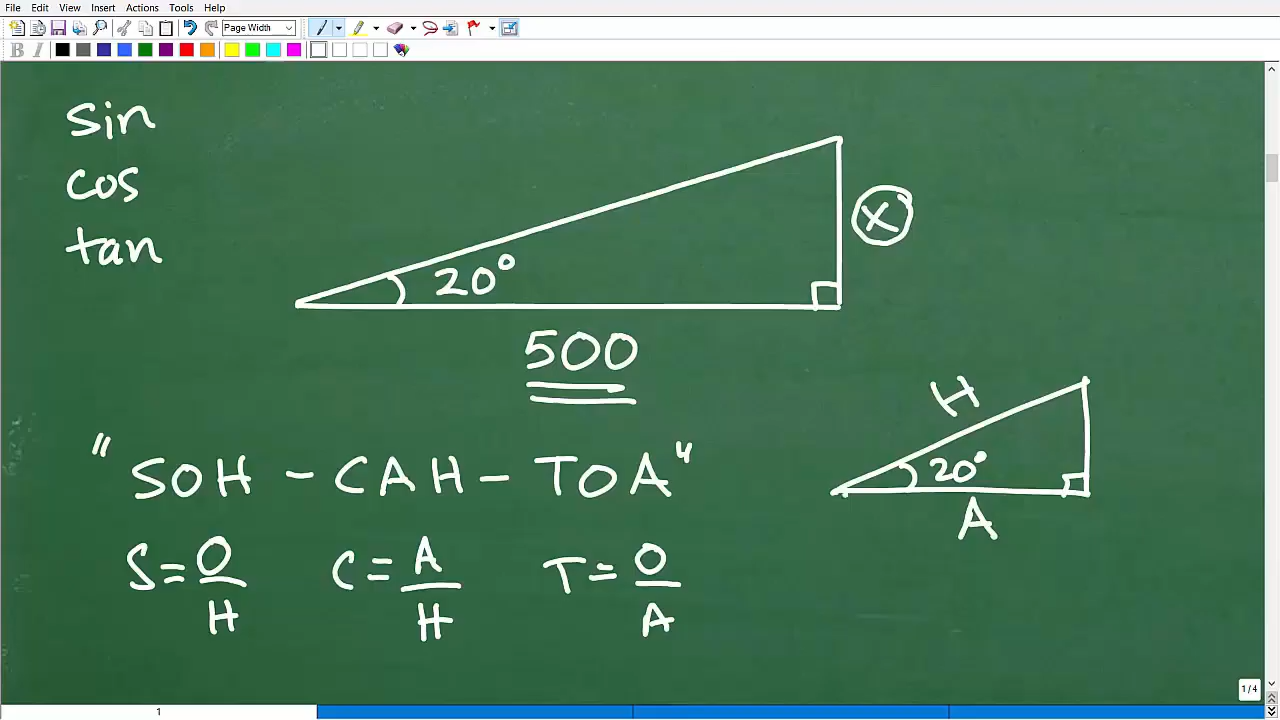 File Edit View Insert Actions Tools Help
Page Width
B I
sin
cos
tan
X
20°
500
H
20°
A
"SOH - CAH - TOA"
S = O/H C = A/H T = O/A
1/4
1